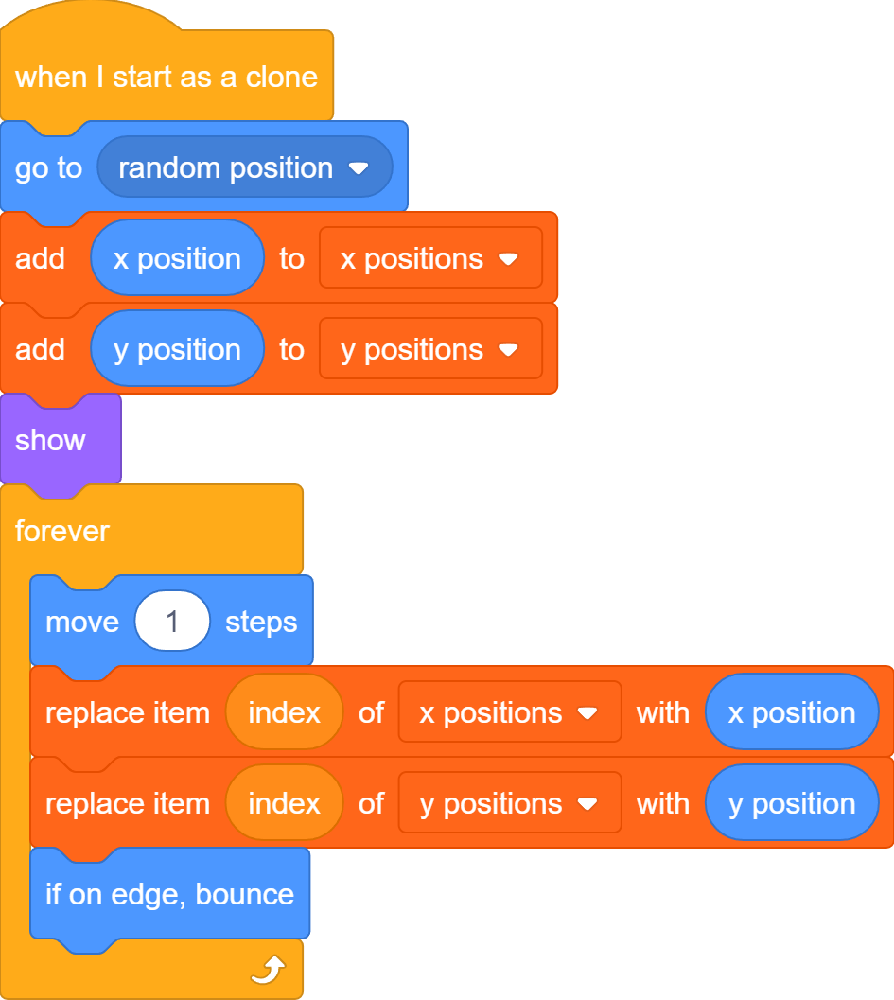 when I start as a clone
go to random position
add x position to x positions
add y position to y positions
show
forever
move 1 steps
replace item index of x positions with x position
replace item index of y positions with y position
if on edge, bounce